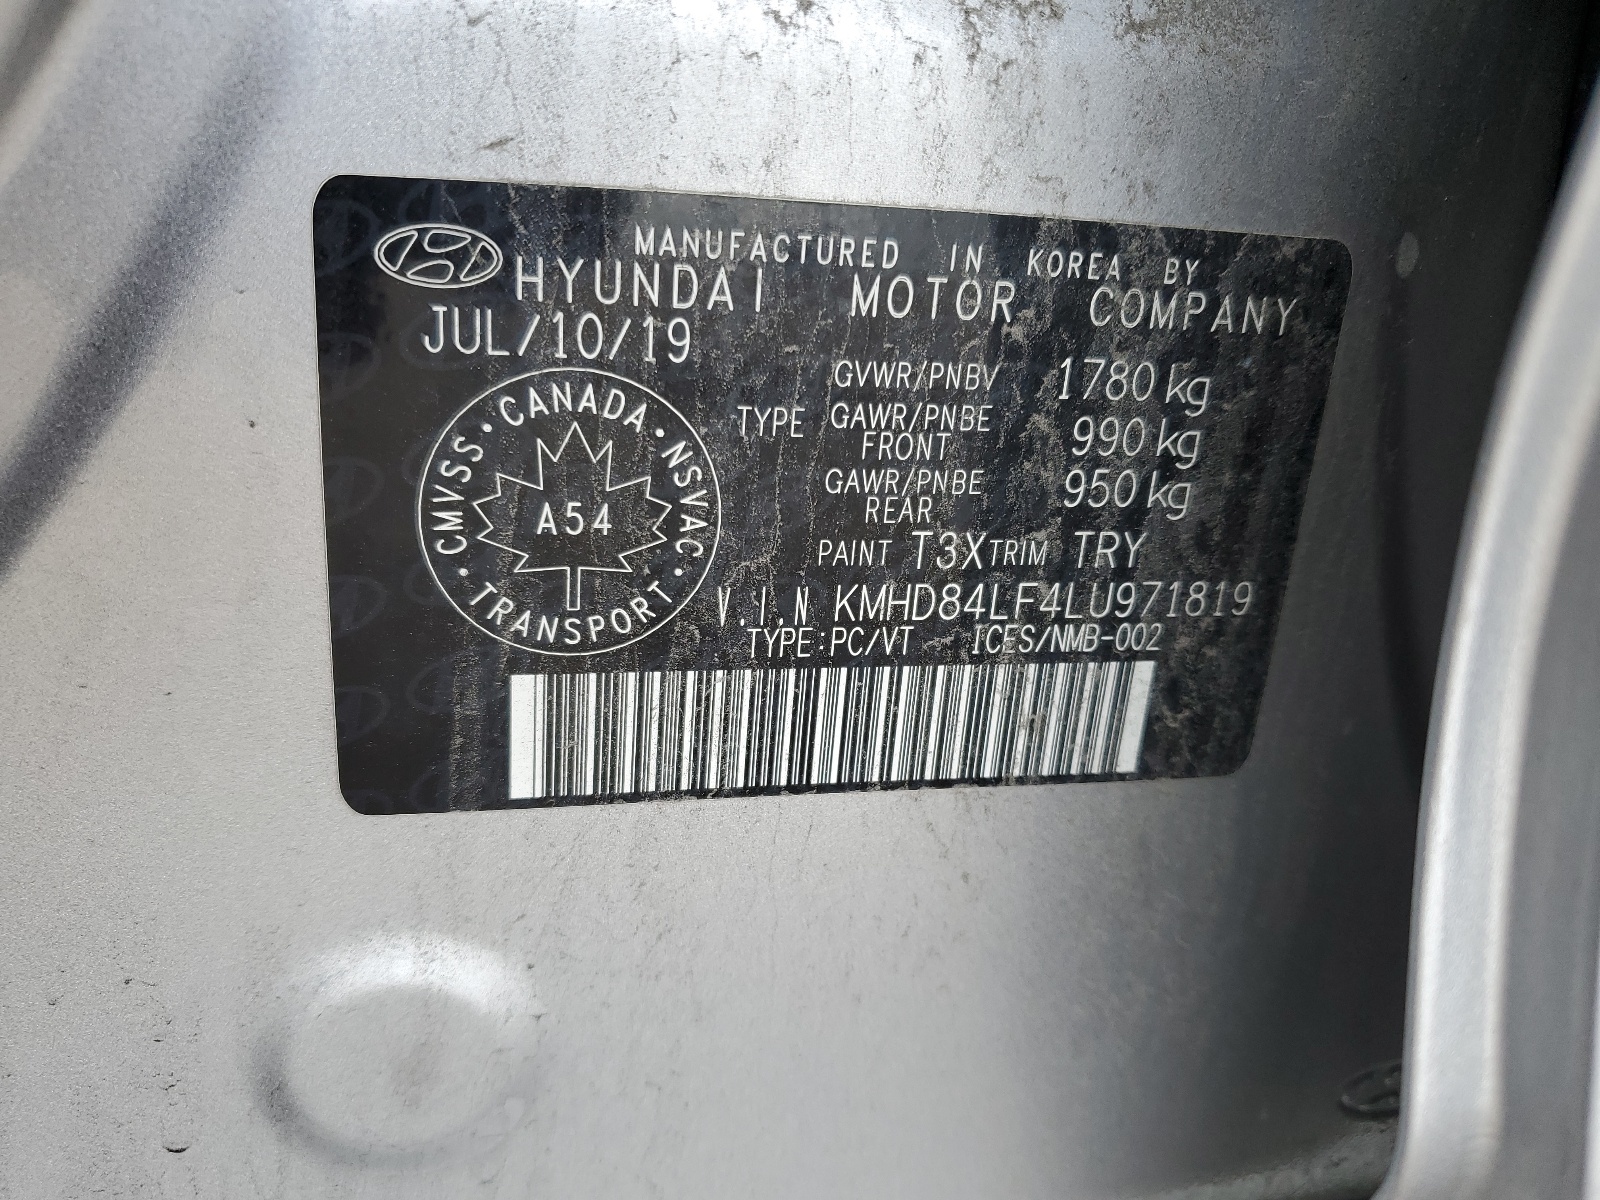 MANUFACTURED IN KOREA BY
HYUNDAI MOTOR COMPANY
JUL/10/19
GVWR/PNBV 1780 kg
TYPE GAWR/PNBE FRONT 990 kg
GAWR/PNBE REAR 950 kg
PAINT T3X TRIM TRY
V.I.N KMHD84LF4LU971819
TYPE:PC/VT ICES/NMB-002
CMVSS · CANADA · NSVAC · TRANSPORT ·
A54